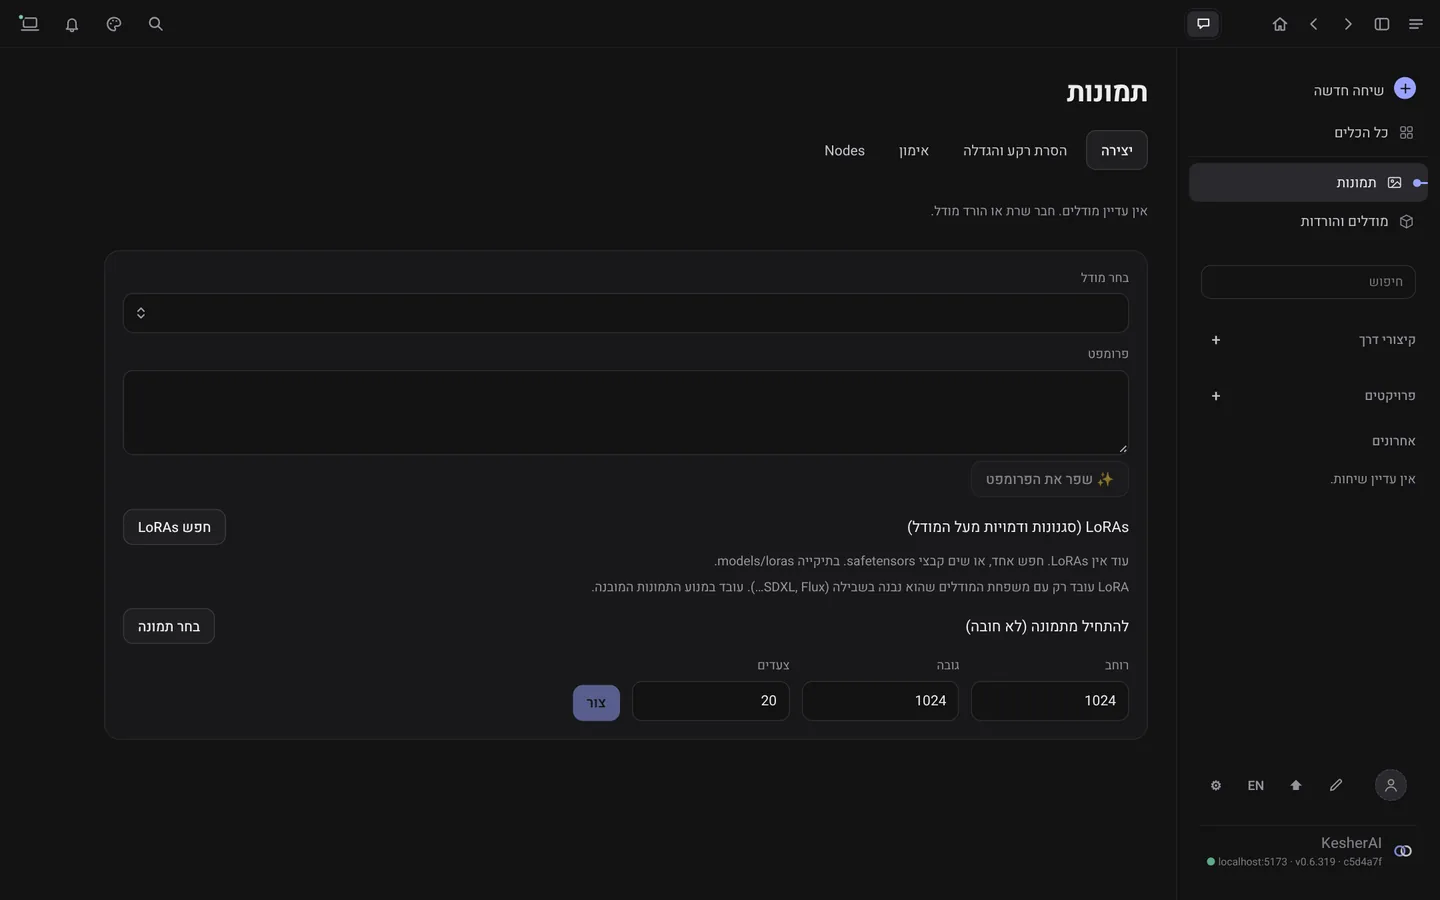 שיחה חדשה
כל הכלים
תמונות
מודלים והורדות
חיפוש
קיצורי דרך +
פרויקטים +
אחרונים
אין עדיין שיחות.
EN
KesherAI
localhost:5173 · v0.6.319 · c5d4a7f
תמונות
יצירה הסרת רקע והגדלה אימון Nodes
אין עדיין מודלים. חבר שרת או הורד מודל.
בחר מודל
פרומפט
✨ שפר את הפרומפט
LoRAs (סגנונות ודמויות מעל המודל) חפש LoRAs
עוד אין LoRAs. חפש אחד, או שים קבצי safetensors. בתיקייה models/loras.
LoRA עובד רק עם משפחת המודלים שהוא נבנה בשבילה (SDXL, Flux…). עובד במנוע התמונות המובנה.
להתחיל מתמונה (לא חובה) בחר תמונה
רוחב גובה צעדים
1024 1024 20 צור